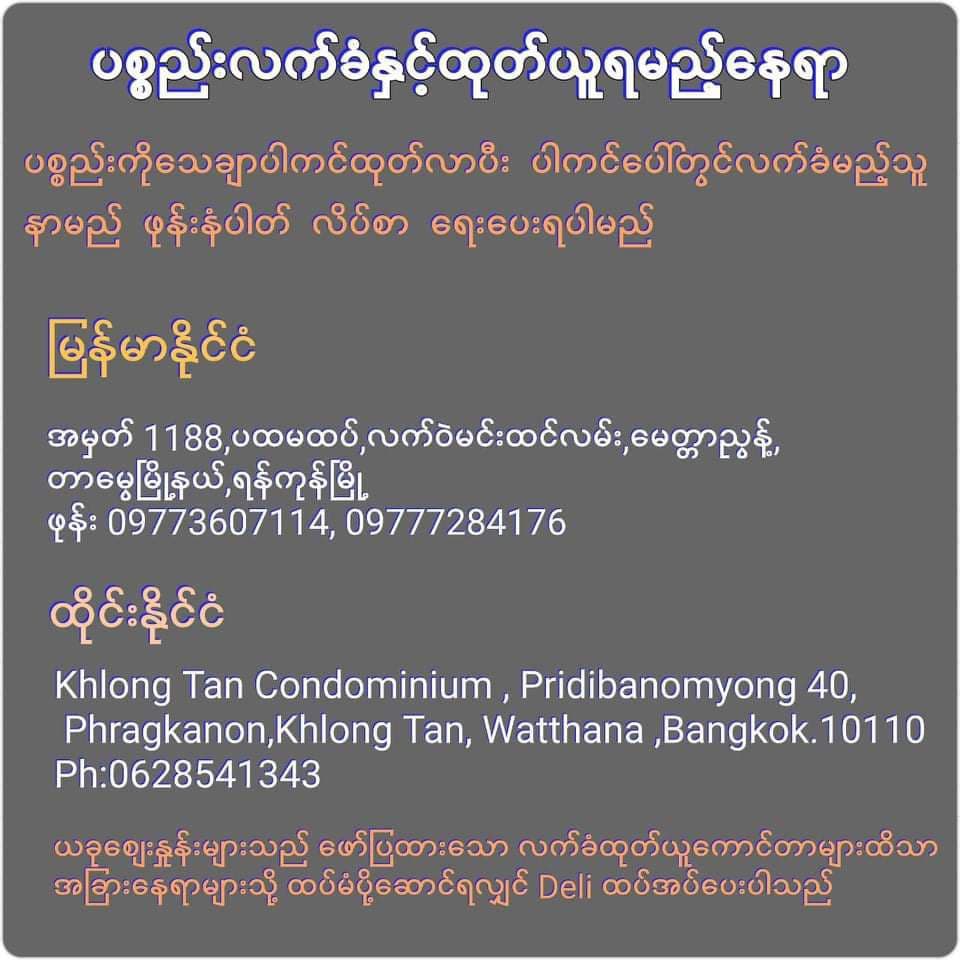 ပစ္စည်းလက်ခံနှင့်ထုတ်ယူရမည့်နေရာ
ပစ္စည်းကိုသေချာပါကင်ထုတ်လာပီး ပါကင်ပေါ်တွင်လက်ခံမည့်သူ
နာမည် ဖုန်းနံပါတ် လိပ်စာ ရေးပေးရပါမည်
မြန်မာနိုင်ငံ
အမှတ် 1188,ပထမထပ်,လက်ဝဲမင်းထင်လမ်း,မေတ္တာညွန့်,
တာမွေမြို့နယ်,ရန်ကုန်မြို့
ဖုန်း 09773607114, 09777284176
ထိုင်းနိုင်ငံ
Khlong Tan Condominium , Pridibanomyong 40,
Phragkanon,Khlong Tan, Watthana ,Bangkok.10110
Ph:0628541343
ယခုဈေးနှုန်းများသည် ဖော်ပြထားသော လက်ခံထုတ်ယူကောင်တာများထိသာ
အခြားနေရာများသို့ ထပ်မံပို့ဆောင်ရလျှင် Deli ထပ်အပ်ပေးပါသည်